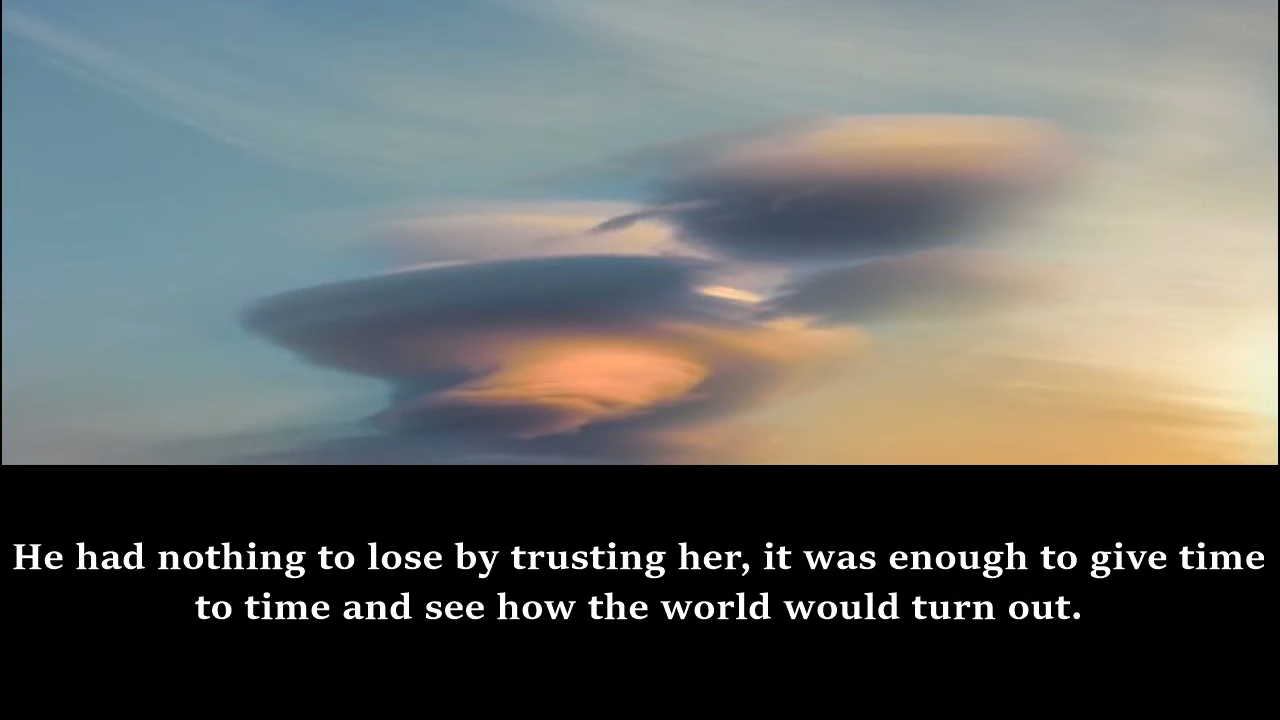 He had nothing to lose by trusting her, it was enough to give time
to time and see how the world would turn out.